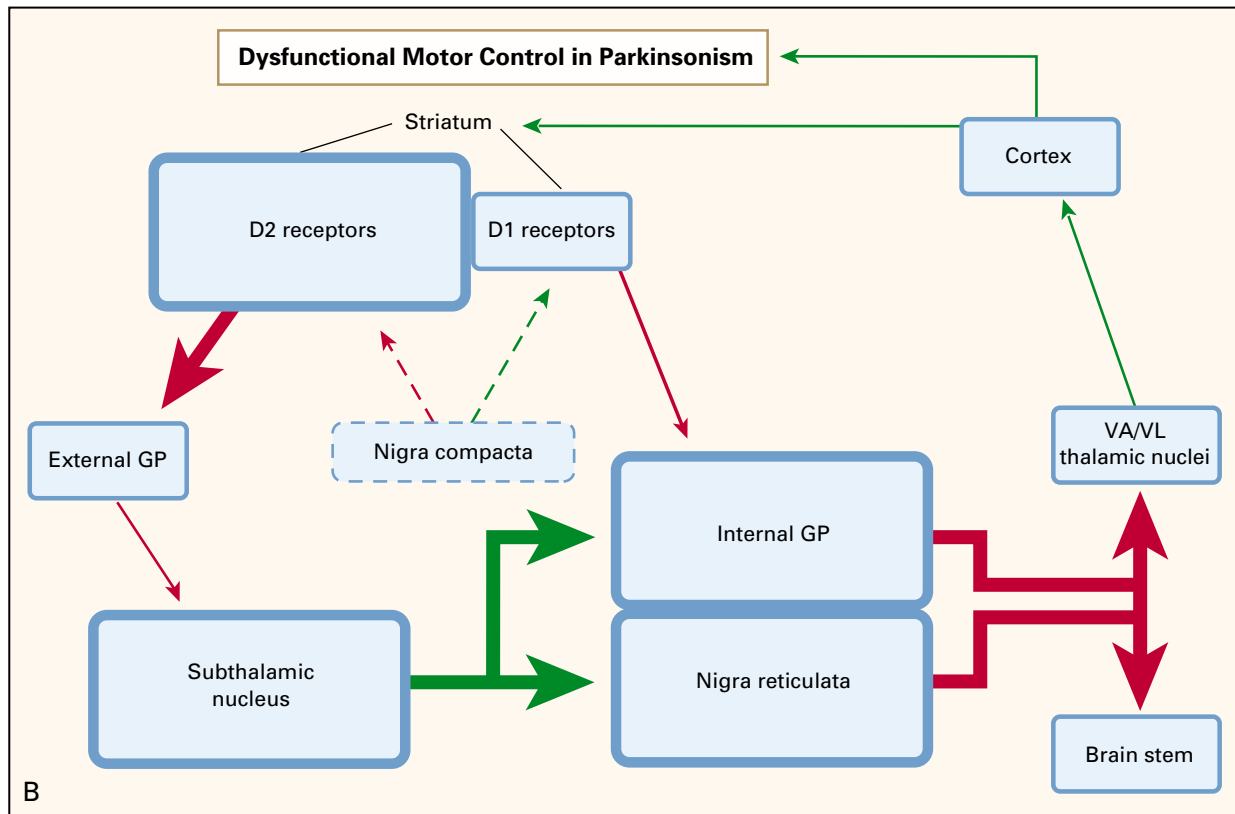 Dysfunctional Motor Control in Parkinsonism
Striatum
Cortex
D2 receptors
D1 receptors
External GP
Nigra compacta
VA/VL
thalamic nuclei
Internal GP
Subthalamic
nucleus
Nigra reticulata
Brain stem
B